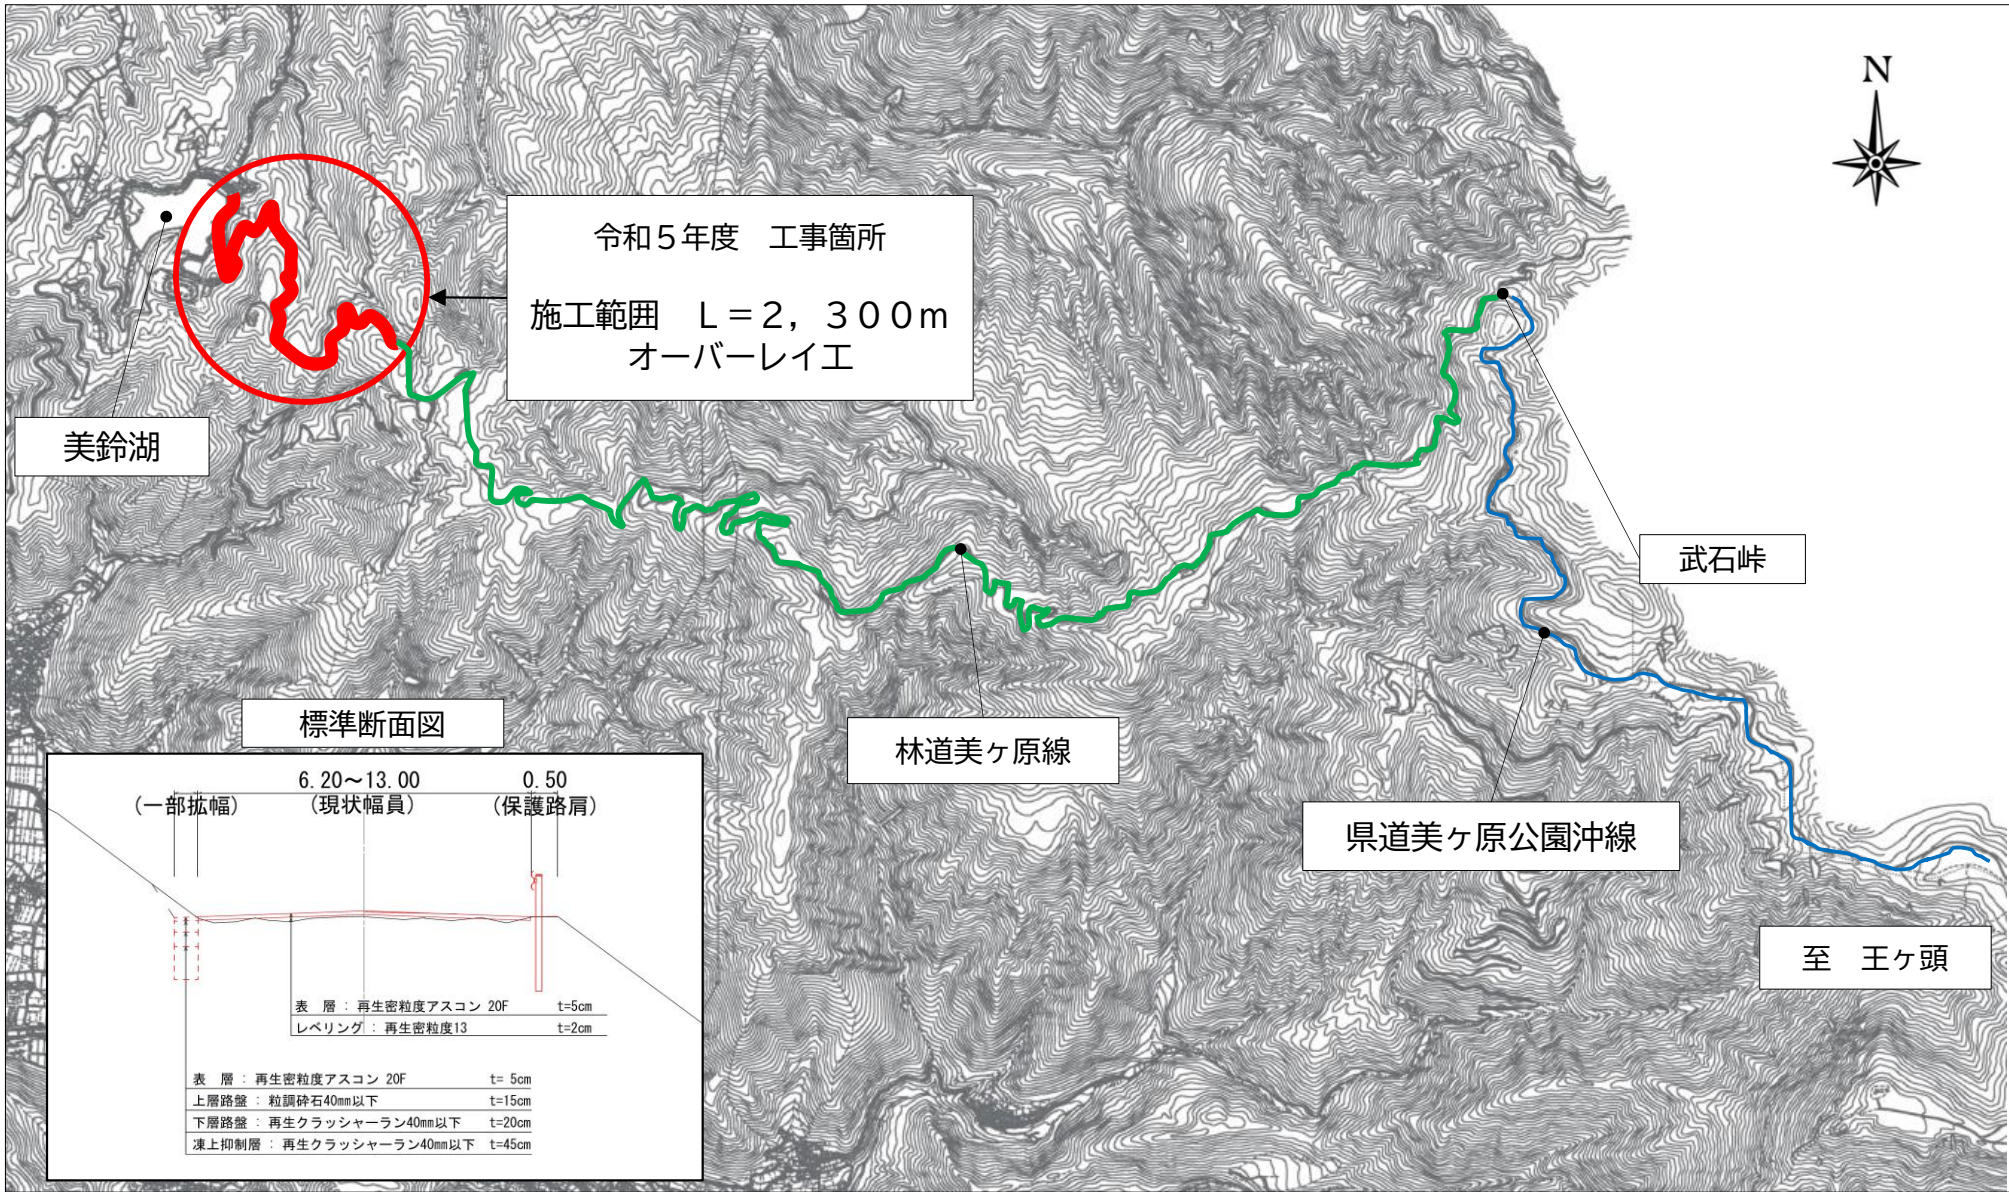 N
令和５年度　工事箇所
施工範囲　Ｌ＝２，３００ｍ
オーバーレイ工
美鈴湖
武石峠
標準断面図
林道美ヶ原線
県道美ヶ原公園沖線
至　王ヶ頭
6.20～13.00 0.50
(一部拡幅) (現状幅員) (保護路肩)
表　層 : 再生密粒度アスコン 20F t=5cm
レベリング : 再生密粒度13 t=2cm
表　層 : 再生密粒度アスコン 20F t= 5cm
上層路盤 : 粒調砕石40mm以下 t=15cm
下層路盤 : 再生クラッシャーラン40mm以下 t=20cm
凍上抑制層 : 再生クラッシャーラン40mm以下 t=45cm